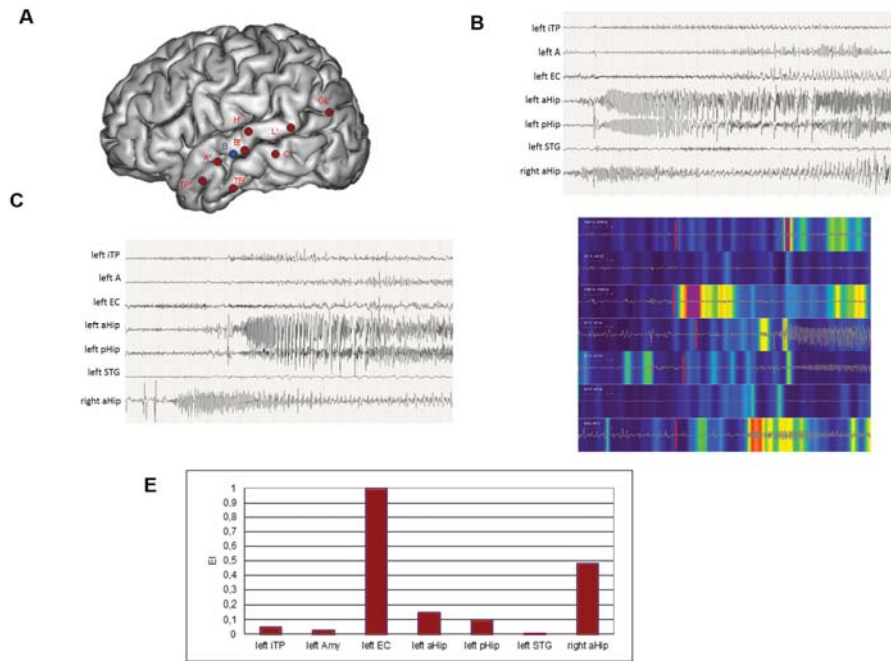 A
H'
GL'
L'
B
B'
A'
C'
TP'
TB'
B
left iTP
left A
left EC
left aHip
left pHip
left STG
right aHip
C
left iTP
left A
left EC
left aHip
left pHip
left STG
right aHip
E
EI
1
0,9
0,8
0,7
0,6
0,5
0,4
0,3
0,2
0,1
0
left iTP
left Amy
left EC
left aHip
left pHip
left STG
right aHip